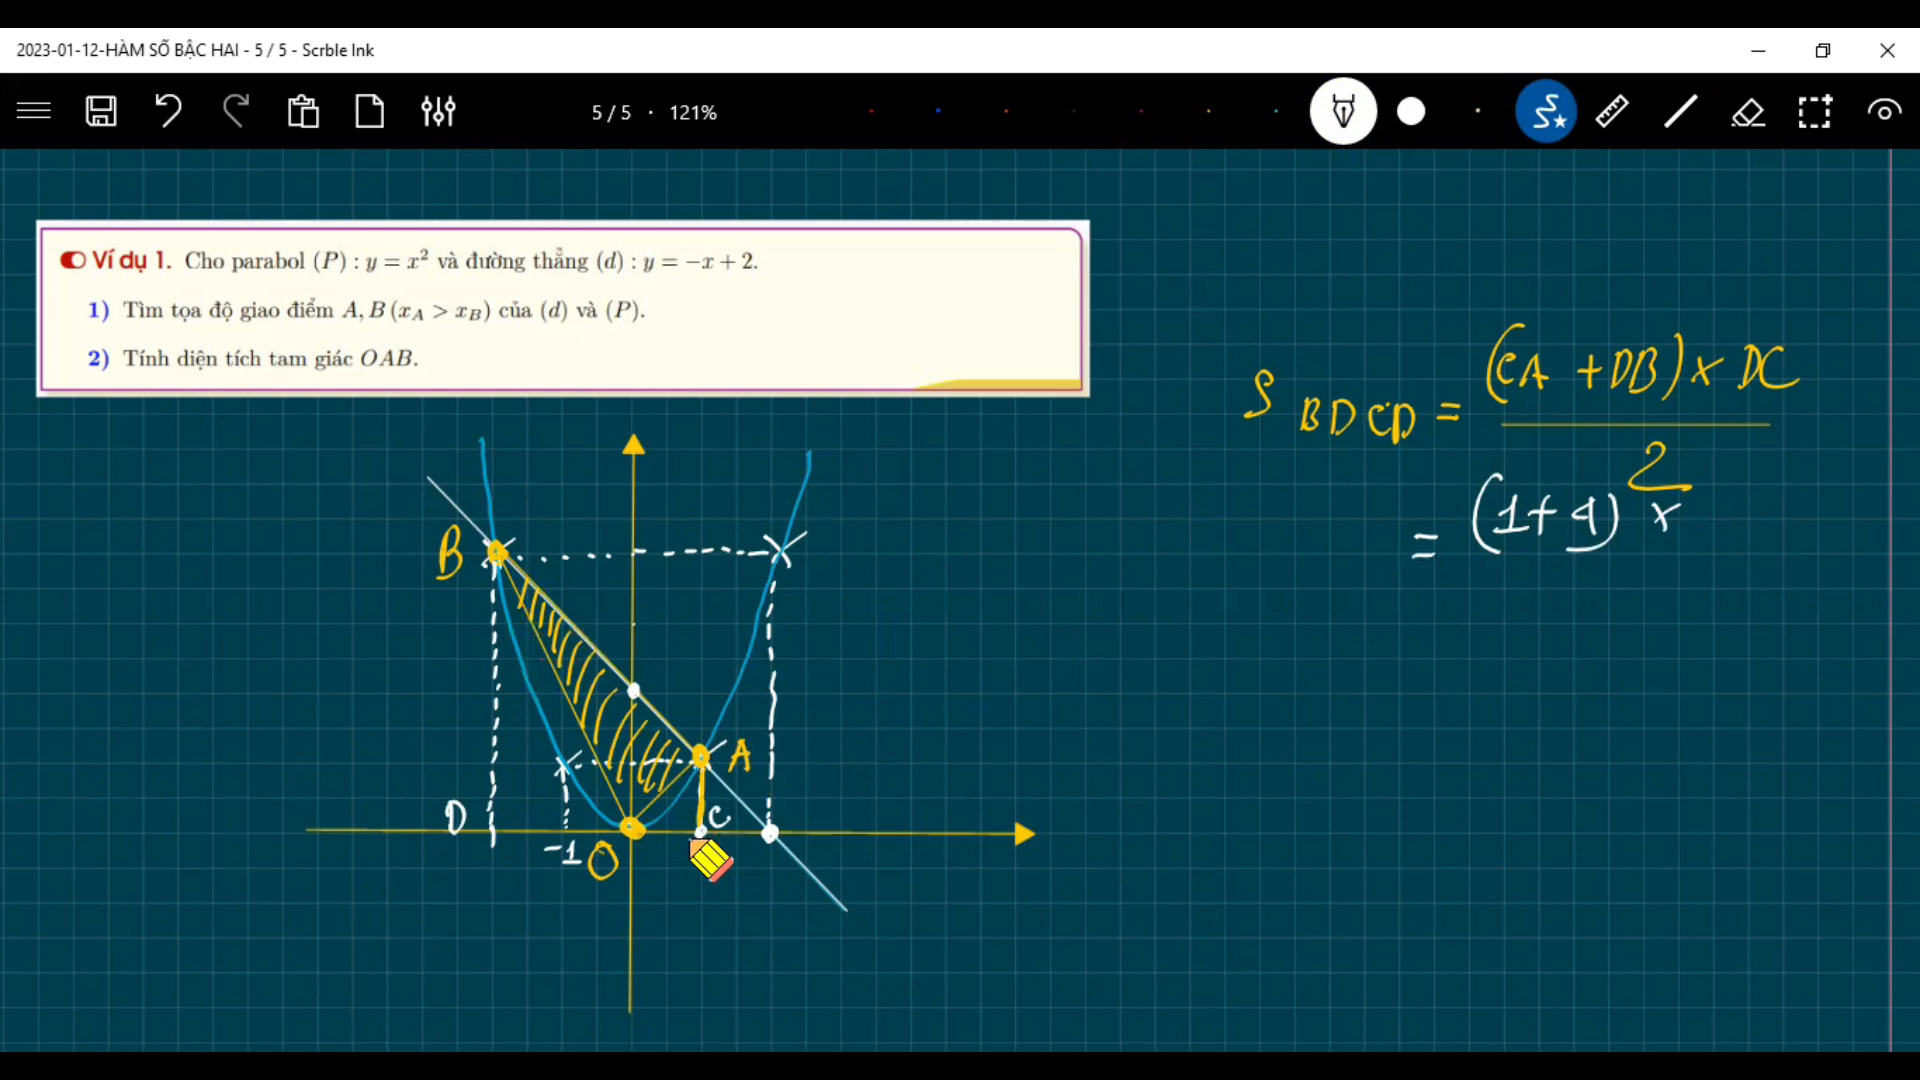 2023-01-12-HÀM SỐ BẬC HAI - 5 / 5 - Scrble Ink
5 / 5 · 121%
Ví dụ 1. Cho parabol (P) : y = x² và đường thẳng (d) : y = −x + 2.
1) Tìm tọa độ giao điểm A, B (x_A > x_B) của (d) và (P).
2) Tính diện tích tam giác OAB.
S BDCD = (CA + DB) × DC / 2
= (1 + 4) ×
B
A
D
C
-1
O